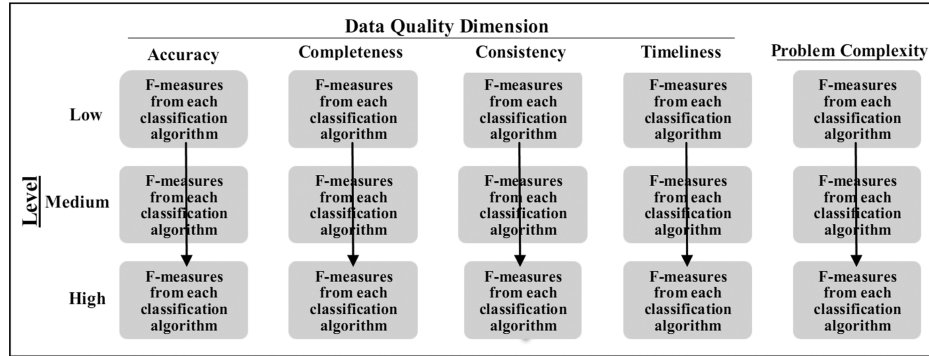 Data Quality Dimension
Accuracy Completeness Consistency Timeliness Problem Complexity
Level
Low
F-measures
from each
classification
algorithm
F-measures
from each
classification
algorithm
F-measures
from each
classification
algorithm
F-measures
from each
classification
algorithm
F-measures
from each
classification
algorithm
Medium
F-measures
from each
classification
algorithm
F-measures
from each
classification
algorithm
F-measures
from each
classification
algorithm
F-measures
from each
classification
algorithm
F-measures
from each
classification
algorithm
High
F-measures
from each
classification
algorithm
F-measures
from each
classification
algorithm
F-measures
from each
classification
algorithm
F-measures
from each
classification
algorithm
F-measures
from each
classification
algorithm